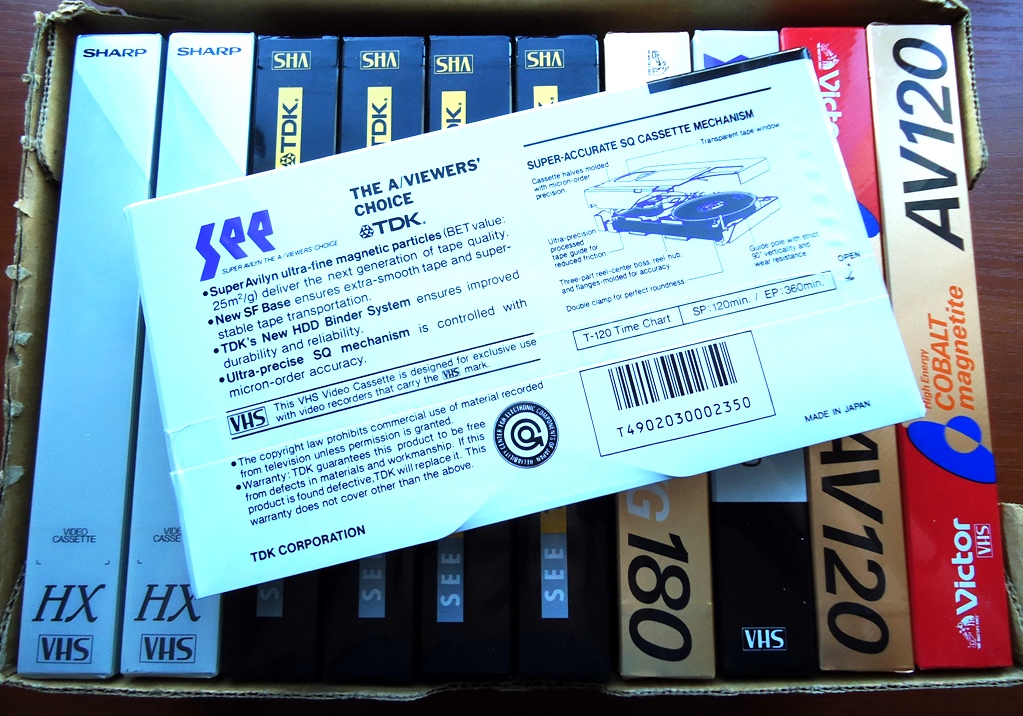 SHARP
VIDEO
CASSETTE
HX
VHS
SHARP
HX
VHS
SHA
TDK.
SHA
TDK.
SEE
SHA
SEE
SHA
SEE
180
VHS
AV120
Victor
AV120
High Energy
COBALT
magnetite
Victor
VHS
See
SUPER AVILYN THE A/VIEWERS' CHOICE
THE A/VIEWERS'
CHOICE
TDK.
•Super Avilyn ultra-fine magnetic particles (BET value:
25m²/g) deliver the next generation of tape quality.
•New SF Base ensures extra-smooth tape and super-
stable tape transportation.
•TDK's New HDD Binder System ensures improved
durability and reliability.
•Ultra-precise SQ mechanism is controlled with
micron-order accuracy.
VHS This VHS Video Cassette is designed for exclusive use
with video recorders that carry the VHS mark.
•The copyright law prohibits commercial use of material recorded
from television unless permission is granted.
•Warranty: TDK guarantees this product to be free
from defects in materials and workmanship. If this
product is found defective, TDK will replace it. This
warranty does not cover other than the above.
RELIABILITY CENTER FOR ELECTRONIC COMPONENTS OF JAPAN
TDK CORPORATION
SUPER-ACCURATE SQ CASSETTE MECHANISM
Transparent tape window
Cassette halves molded
with micron-order
precision.
Ultra-precision
processed
tape guide for
reduced friction.
Three-part reel-center boss, reel hub,
and flanges-molded for accuracy.
Double clamp for perfect roundness
Guide pole with strict
90° verticality and
wear resistance.
OPEN
T-120 Time Chart SP:120min. / EP:360min.
T4902030002350
MADE IN JAPAN